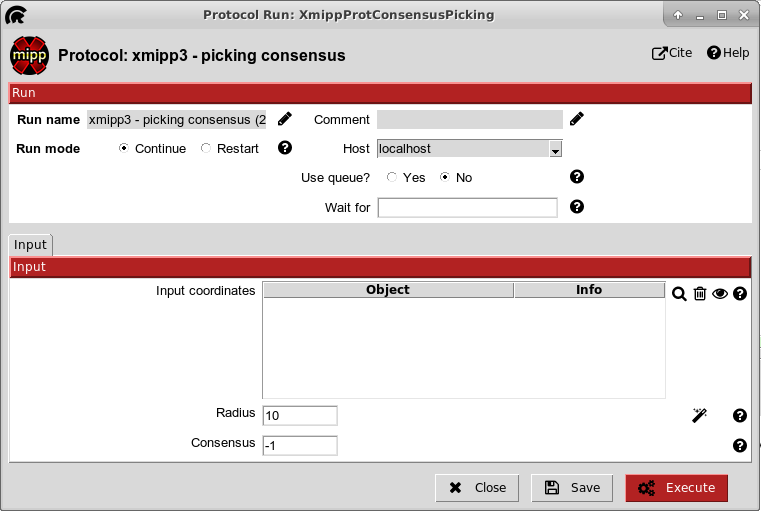 Protocol Run: XmippProtConsensusPicking
mipp Protocol: xmipp3 - picking consensus Cite Help
Run
Run name xmipp3 - picking consensus (2 Comment
Run mode Continue Restart Host localhost
Use queue? Yes No
Wait for
Input
Input
Input coordinates Object Info
Radius 10
Consensus -1
Close Save Execute